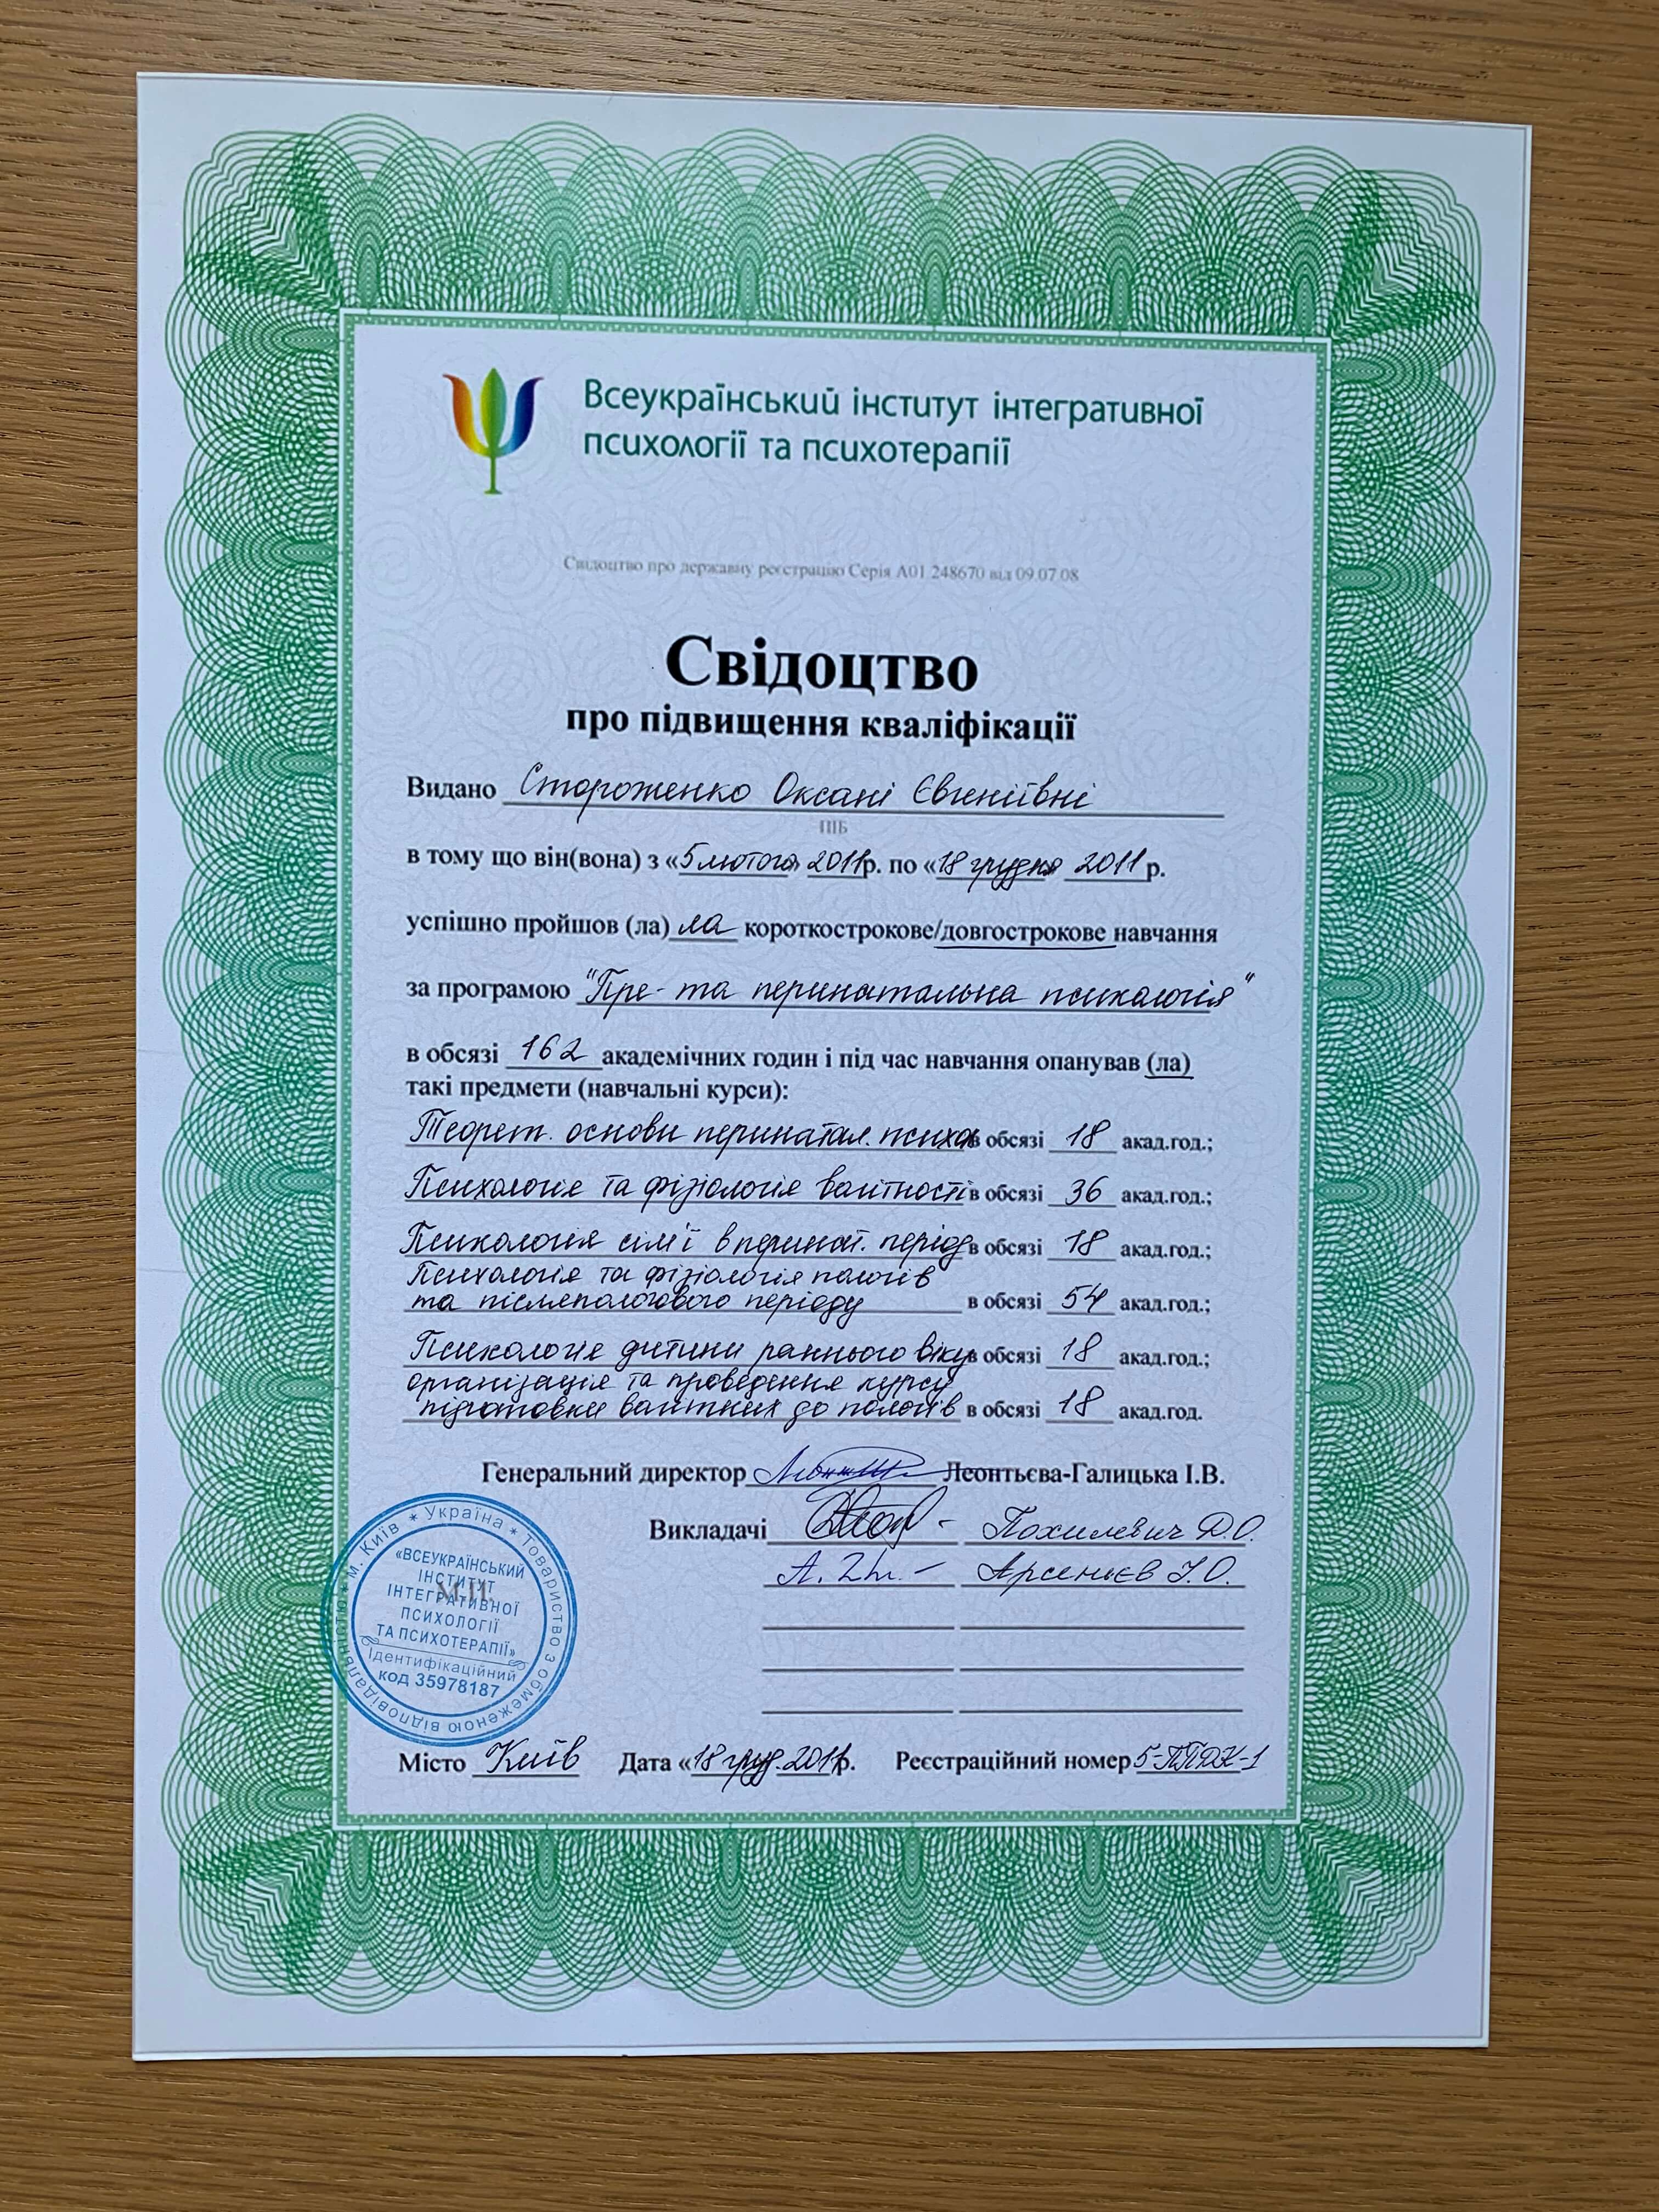 Всеукраїнський інститут інтегративної
психології та психотерапії
Свідоцтво про державну реєстрацію Серія А01 248670 від 09.07.08
Свідоцтво
про підвищення кваліфікації
Видано Стороженко Оксані Євгеніївні
ПІБ
в тому що він(вона) з «5 лютого» 2011р. по «18 грудня» 2011 р.
успішно пройшов (ла) ла короткострокове/довгострокове навчання
за програмою "Пре- та перинатальна психологія"
в обсязі 162 академічних годин і під час навчання опанував (ла)
такі предмети (навчальні курси):
Теорет. основи перинатал. психол в обсязі 18 акад.год.;
Психологія та фізіологія вагітності в обсязі 36 акад.год.;
Психологія сім'ї в перинат. період в обсязі 18 акад.год.;
Психологія та фізіологія пологів
та післяпологового періоду в обсязі 54 акад.год.;
Психологія дитини раннього віку в обсязі 18 акад.год.;
організація та проведення курсу
підготовки вагітних до пологів в обсязі 18 акад.год.
Генеральний директор Леонтьєва-Галицька І.В.
Викладачі Похилевич Д.О.
Арсенієв І.О.
м. Київ * Україна * Товариство з обмеженою відповідальністю *
«ВСЕУКРАЇНСЬКИЙ
ІНСТИТУТ
М.П.
ІНТЕГРАТИВНОЇ
ПСИХОЛОГІЇ
ТА ПСИХОТЕРАПІЇ»
Ідентифікаційний
код 35978187
Місто Київ Дата «18 груд. 2011р. Реєстраційний номер 5-ППДК-1